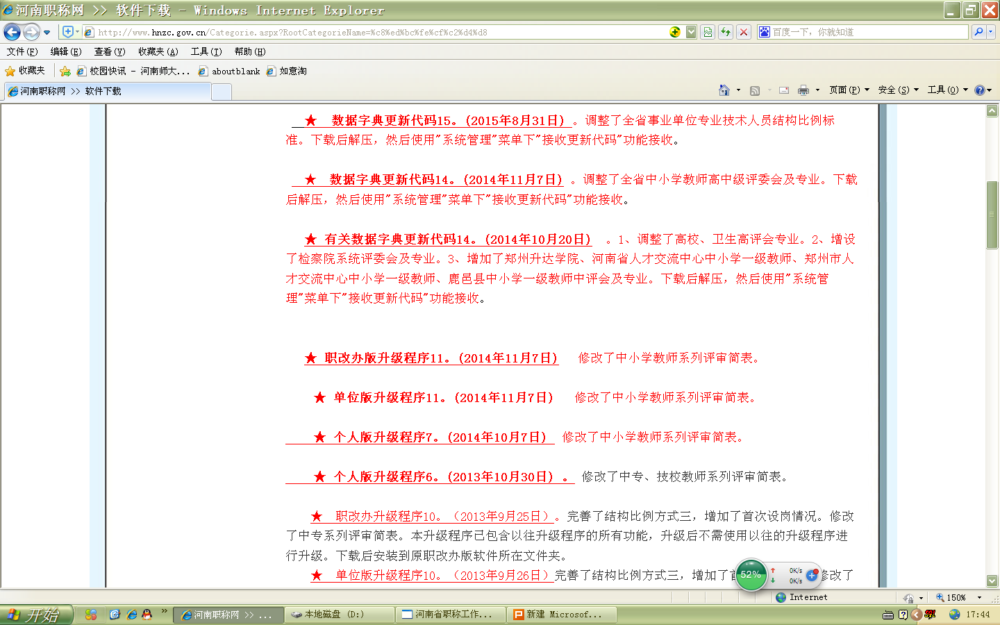 河南职称网 >> 软件下载 - Windows Internet Explorer
http://www.hnzc.gov.cn/Categorie.aspx?RootCategorieName=%c8%ed%bc%fe%cf%c2%d4%d8
百度一下，你就知道
文件(F) 编辑(E) 查看(V) 收藏夹(A) 工具(T) 帮助(H)
收藏夹 校园快讯 - 河南师大... aboutblank 如意淘
河南职称网 >> 软件下载
页面(P) 安全(S) 工具(O)
★ 数据字典更新代码15。(2015年8月31日) 。调整了全省事业单位专业技术人员结构比例标
准。下载后解压，然后使用"系统管理"菜单下"接收更新代码"功能接收。
★ 数据字典更新代码14。(2014年11月7日) 。调整了全省中小学教师高中级评委会及专业。下载
后解压，然后使用"系统管理"菜单下"接收更新代码"功能接收。
★ 有关数据字典更新代码14。(2014年10月20日) 。1、调整了高校、卫生高评会专业。2、增设
了检察院系统评委会及专业。3、增加了郑州升达学院、河南省人才交流中心中小学一级教师、郑州市人
才交流中心中小学一级教师、鹿邑县中小学一级教师中评会及专业。下载后解压，然后使用"系统管
理"菜单下"接收更新代码"功能接收。
★ 职改办版升级程序11。(2014年11月7日) 修改了中小学教师系列评审简表。
★ 单位版升级程序11。(2014年11月7日) 修改了中小学教师系列评审简表。
★ 个人版升级程序7。(2014年10月7日) 修改了中小学教师系列评审简表。
★ 个人版升级程序6。(2013年10月30日) 。 修改了中专、技校教师系列评审简表。
★ 职改办升级程序10。（2013年9月25日）。完善了结构比例方式三，增加了首次设岗情况。修改
了中专系列评审简表。本升级程序已包含以往升级程序的所有功能，升级后不需使用以往的升级程序进
行升级。下载后安装到原职改办版软件所在文件夹。
★ 单位版升级程序10。（2013年9月26日）完善了结构比例方式三，增加了 修改了
52% 0K/s
0K/s
Internet 150%
开始 河南职称网 >> ... 本地磁盘 (D:) 河南省职称工作... 新建 Microsof... 17:44